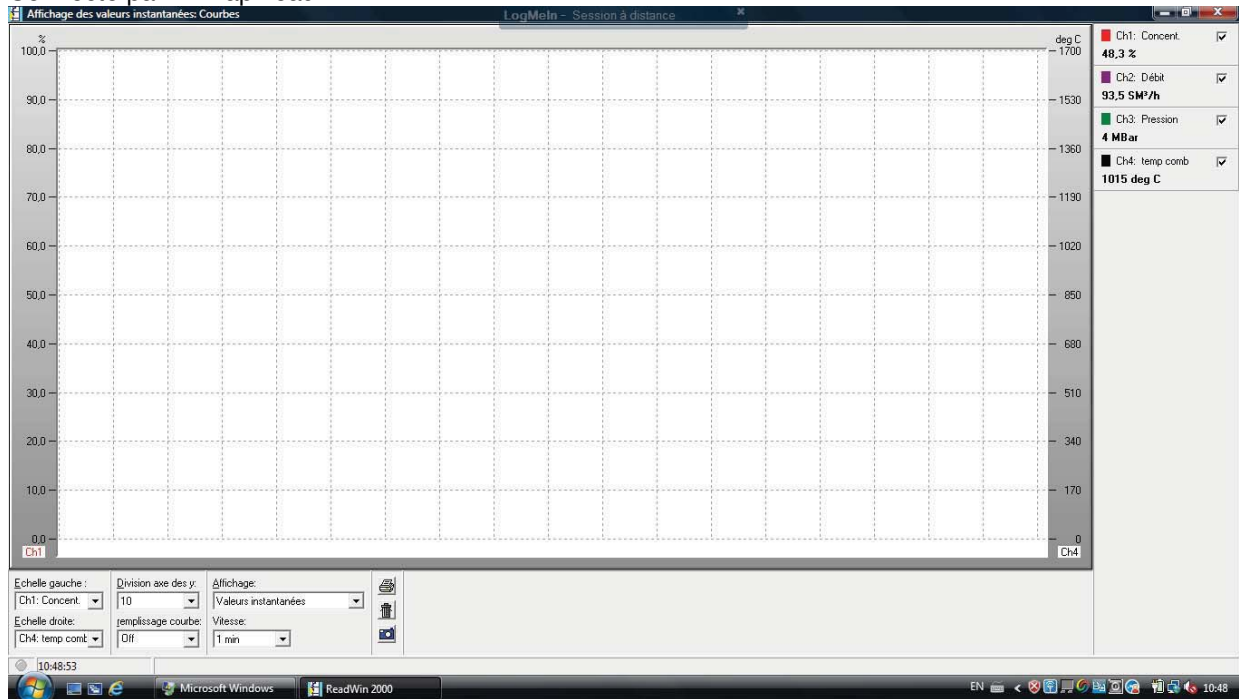 Affichage des valeurs instantanées: Courbes
LogMeIn - Session à distance
%
deg C
100,0
1700
90,0
1530
80,0
1360
70,0
1190
60,0
1020
50,0
850
40,0
680
30,0
510
20,0
340
10,0
170
0,0
0
Ch1
Ch4
Ch1: Concent.
48,3 %
Ch2: Débit
93,5 SM³/h
Ch3: Pression
4 MBar
Ch4: temp comb
1015 deg C
Echelle gauche :
Division axe des y:
Affichage:
Ch1: Concent.
10
Valeurs instantanées
Echelle droite:
remplissage courbe:
Vitesse:
Ch4: temp comb
Off
1 min
10:48:53
Microsoft Windows
ReadWin 2000
EN
10:48